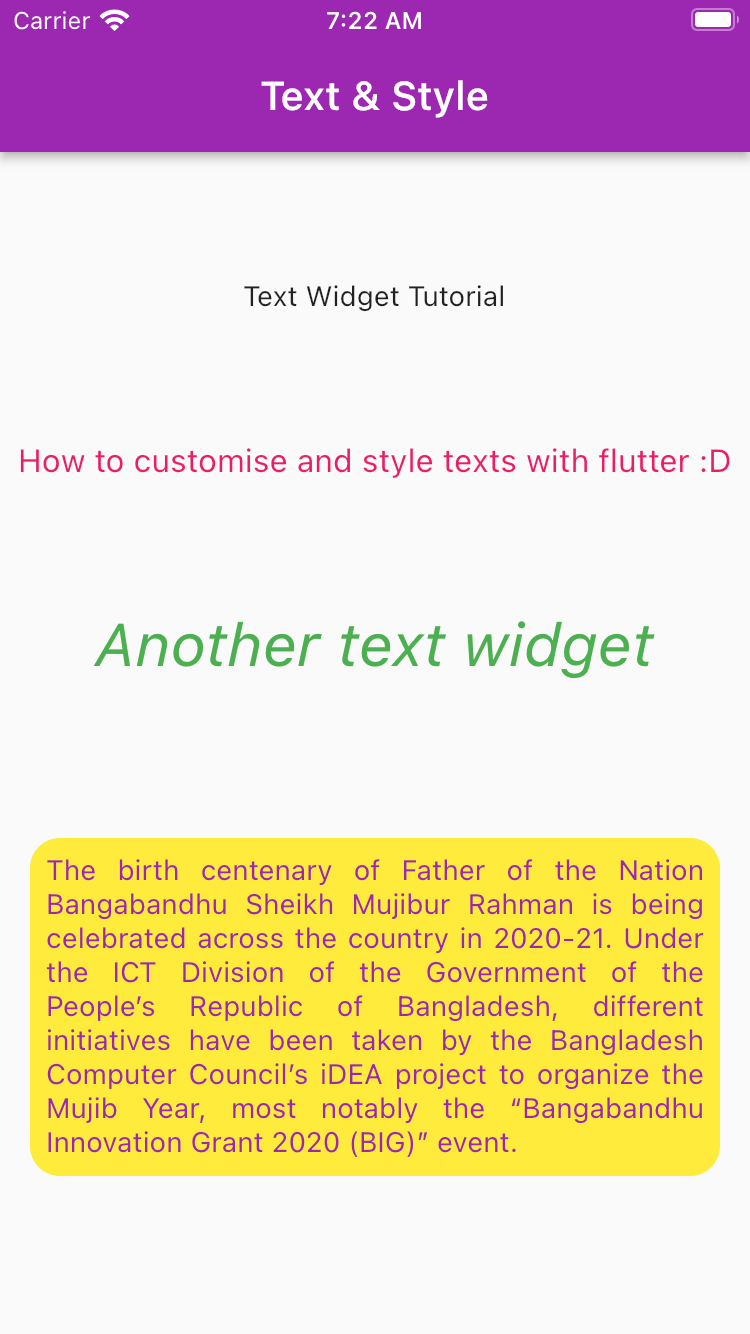 Carrier
7:22 AM
Text & Style
Text Widget Tutorial
How to customise and style texts with flutter :D
Another text widget
The birth centenary of Father of the Nation
Bangabandhu Sheikh Mujibur Rahman is being
celebrated across the country in 2020-21. Under
the ICT Division of the Government of the
People’s Republic of Bangladesh, different
initiatives have been taken by the Bangladesh
Computer Council’s iDEA project to organize the
Mujib Year, most notably the “Bangabandhu
Innovation Grant 2020 (BIG)” event.